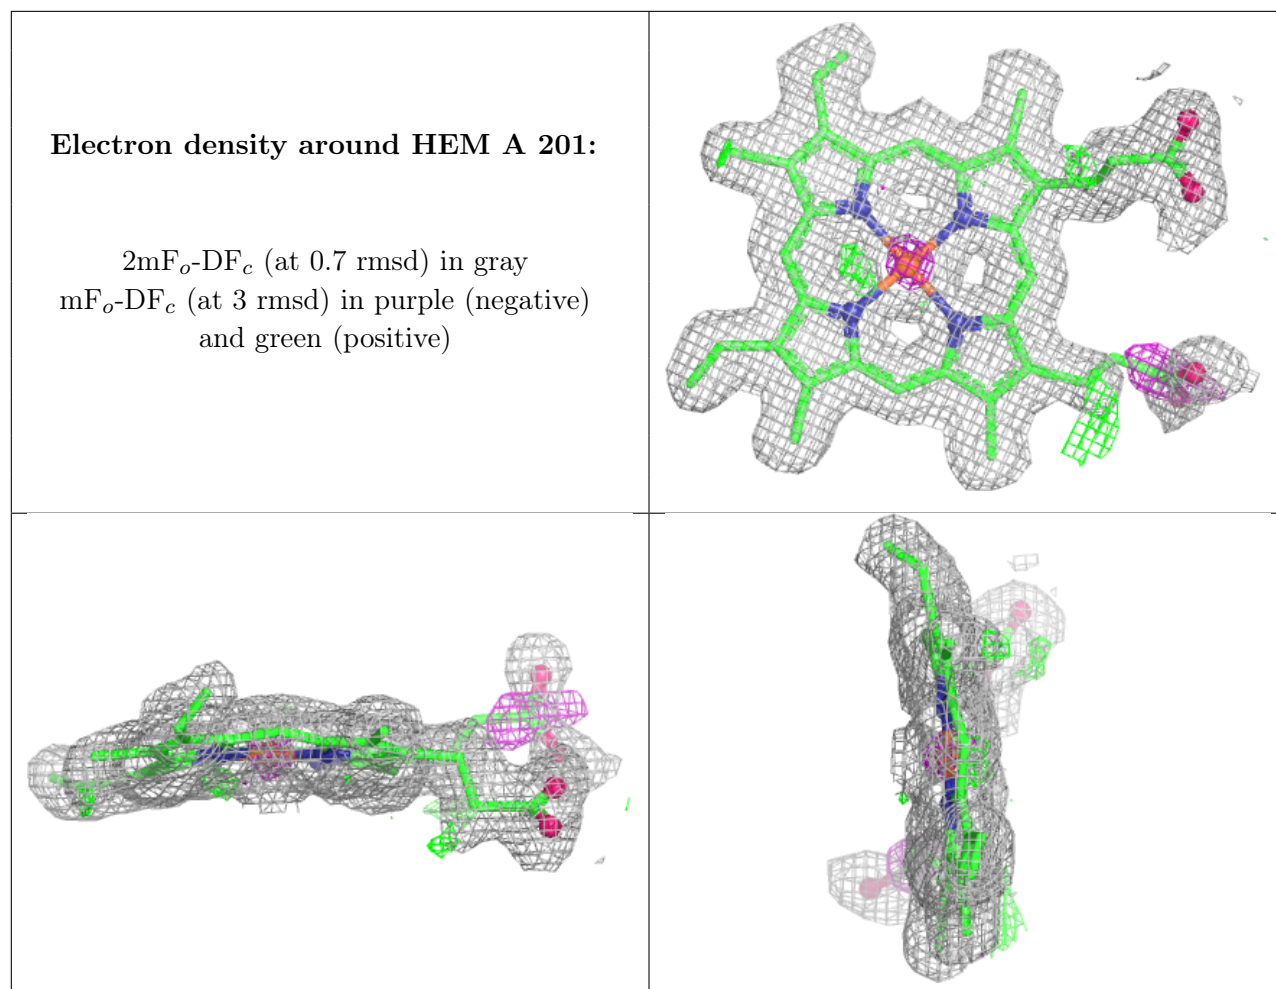 Electron density around HEM A 201:
2mFo-DFc (at 0.7 rmsd) in gray
mFo-DFc (at 3 rmsd) in purple (negative)
and green (positive)